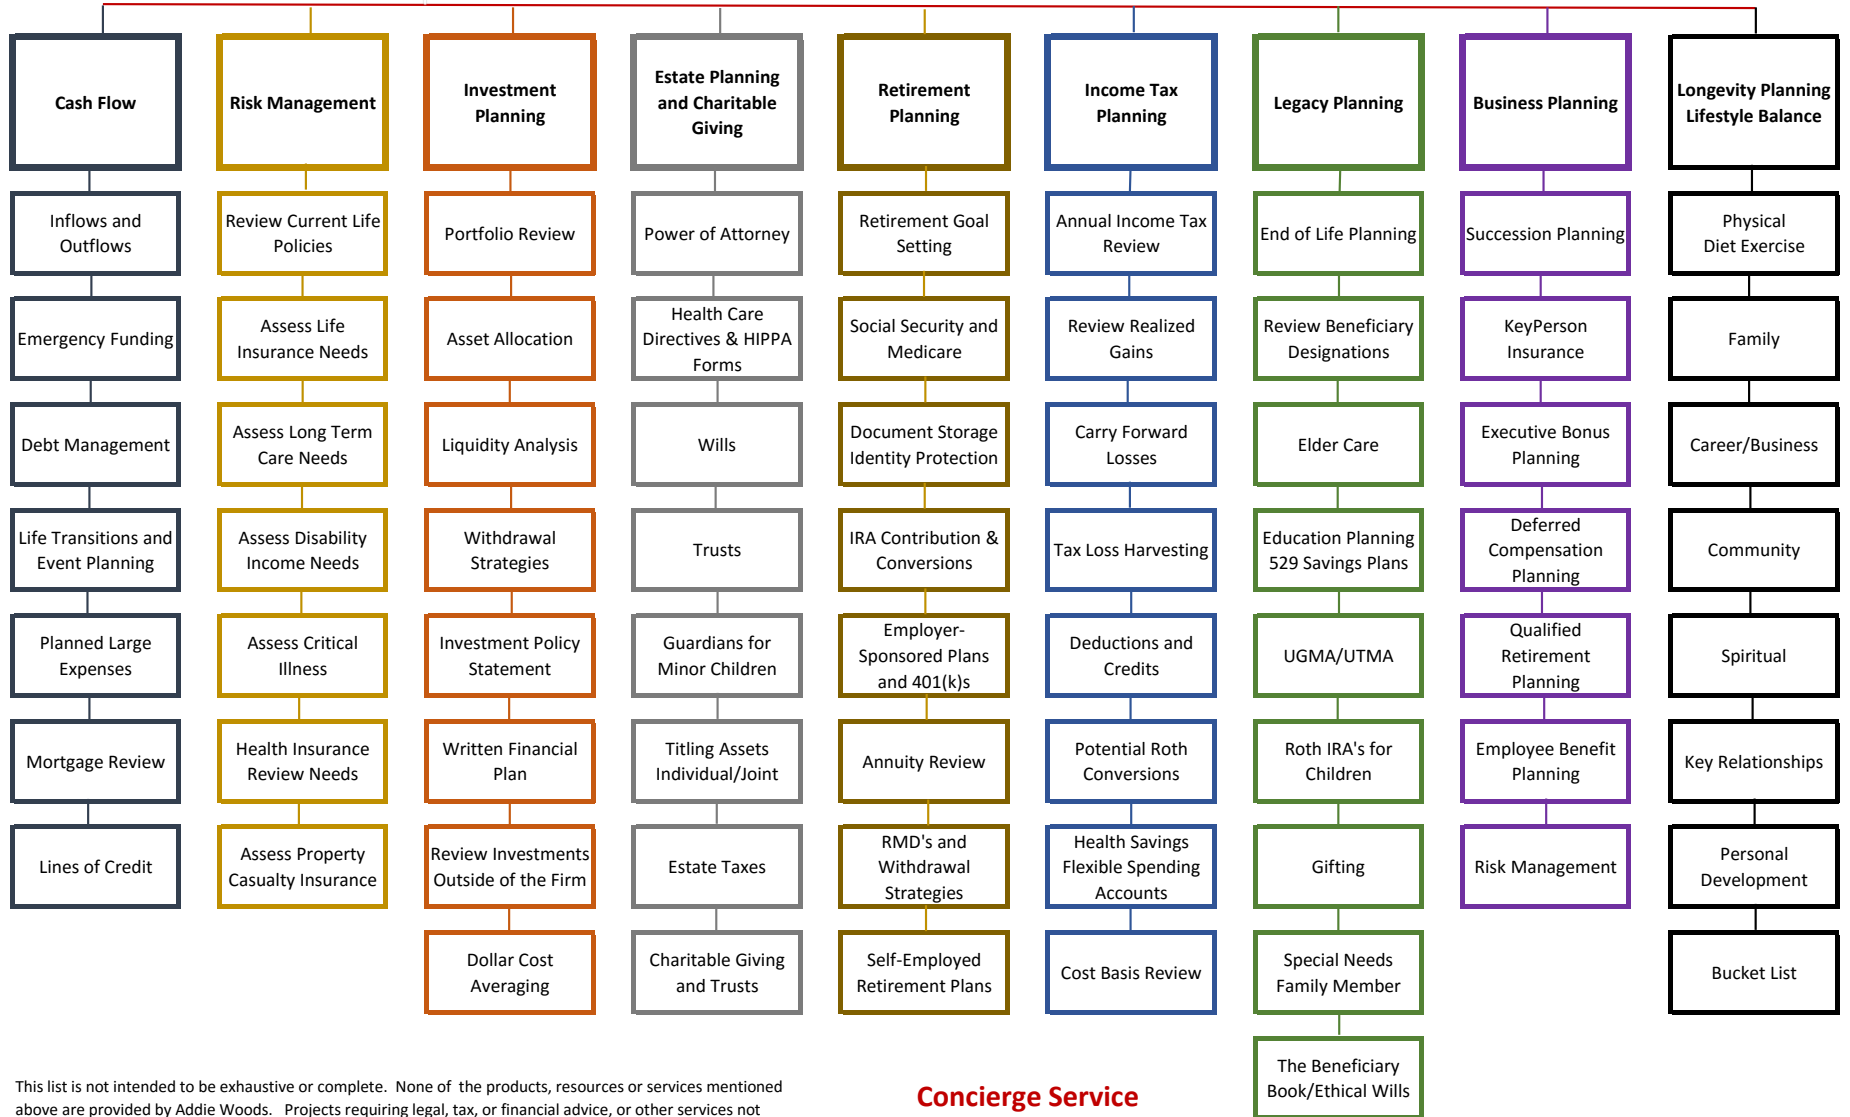 Cash Flow
Inflows and
Outflows
Emergency Funding
Debt Management
Life Transitions and
Event Planning
Planned Large
Expenses
Mortgage Review
Lines of Credit
Risk Management
Review Current Life
Policies
Assess Life
Insurance Needs
Assess Long Term
Care Needs
Assess Disability
Income Needs
Assess Critical
Illness
Health Insurance
Review Needs
Assess Property
Casualty Insurance
Investment
Planning
Portfolio Review
Asset Allocation
Liquidity Analysis
Withdrawal
Strategies
Investment Policy
Statement
Written Financial
Plan
Review Investments
Outside of the Firm
Dollar Cost
Averaging
Estate Planning
and Charitable
Giving
Power of Attorney
Health Care
Directives & HIPPA
Forms
Wills
Trusts
Guardians for
Minor Children
Titling Assets
Individual/Joint
Estate Taxes
Charitable Giving
and Trusts
Retirement
Planning
Retirement Goal
Setting
Social Security and
Medicare
Document Storage
Identity Protection
IRA Contribution &
Conversions
Employer-
Sponsored Plans
and 401(k)s
Annuity Review
RMD's and
Withdrawal
Strategies
Self-Employed
Retirement Plans
Income Tax
Planning
Annual Income Tax
Review
Review Realized
Gains
Carry Forward
Losses
Tax Loss Harvesting
Deductions and
Credits
Potential Roth
Conversions
Health Savings
Flexible Spending
Accounts
Cost Basis Review
Legacy Planning
End of Life Planning
Review Beneficiary
Designations
Elder Care
Education Planning
529 Savings Plans
UGMA/UTMA
Roth IRA's for
Children
Gifting
Special Needs
Family Member
The Beneficiary
Book/Ethical Wills
Business Planning
Succession Planning
KeyPerson
Insurance
Executive Bonus
Planning
Deferred
Compensation
Planning
Qualified
Retirement
Planning
Employee Benefit
Planning
Risk Management
Longevity Planning
Lifestyle Balance
Physical
Diet Exercise
Family
Career/Business
Community
Spiritual
Key Relationships
Personal
Development
Bucket List
This list is not intended to be exhaustive or complete. None of the products, resources or services mentioned
above are provided by Addie Woods. Projects requiring legal, tax, or financial advice, or other services not
Concierge Service